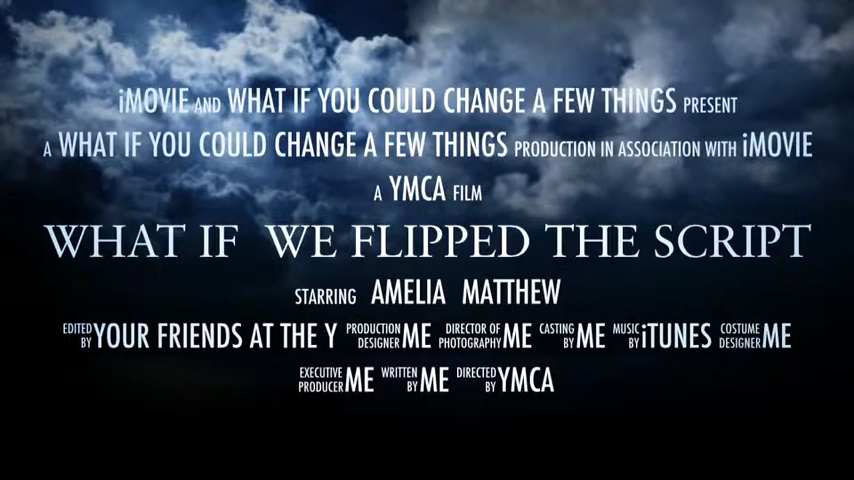 iMOVIE AND WHAT IF YOU COULD CHANGE A FEW THINGS PRESENT
A WHAT IF YOU COULD CHANGE A FEW THINGS PRODUCTION IN ASSOCIATION WITH iMOVIE
A YMCA FILM
WHAT IF WE FLIPPED THE SCRIPT
STARRING AMELIA MATTHEW
EDITED BY YOUR FRIENDS AT THE Y PRODUCTION DESIGNER ME DIRECTOR OF PHOTOGRAPHY ME CASTING BY ME MUSIC BY iTUNES COSTUME DESIGNER ME
EXECUTIVE PRODUCER ME WRITTEN BY ME DIRECTED BY YMCA